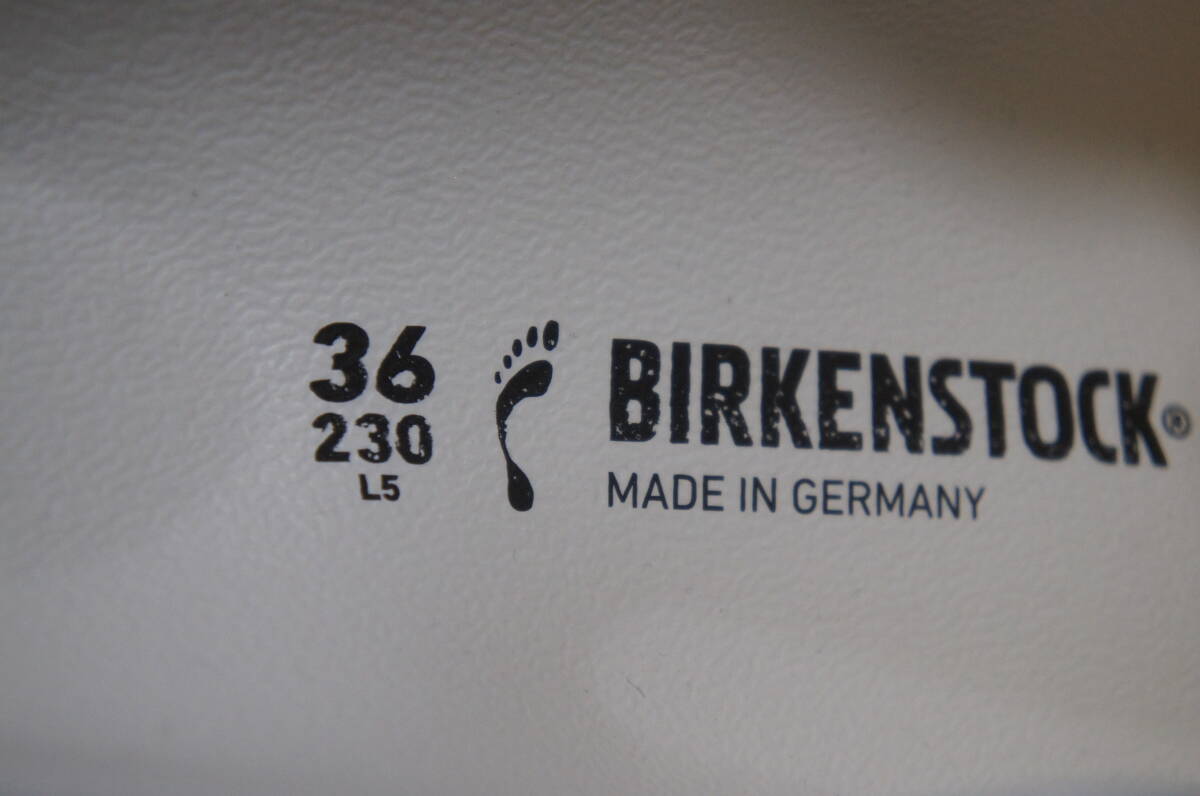 36
230
L5
BIRKENSTOCK®
MADE IN GERMANY